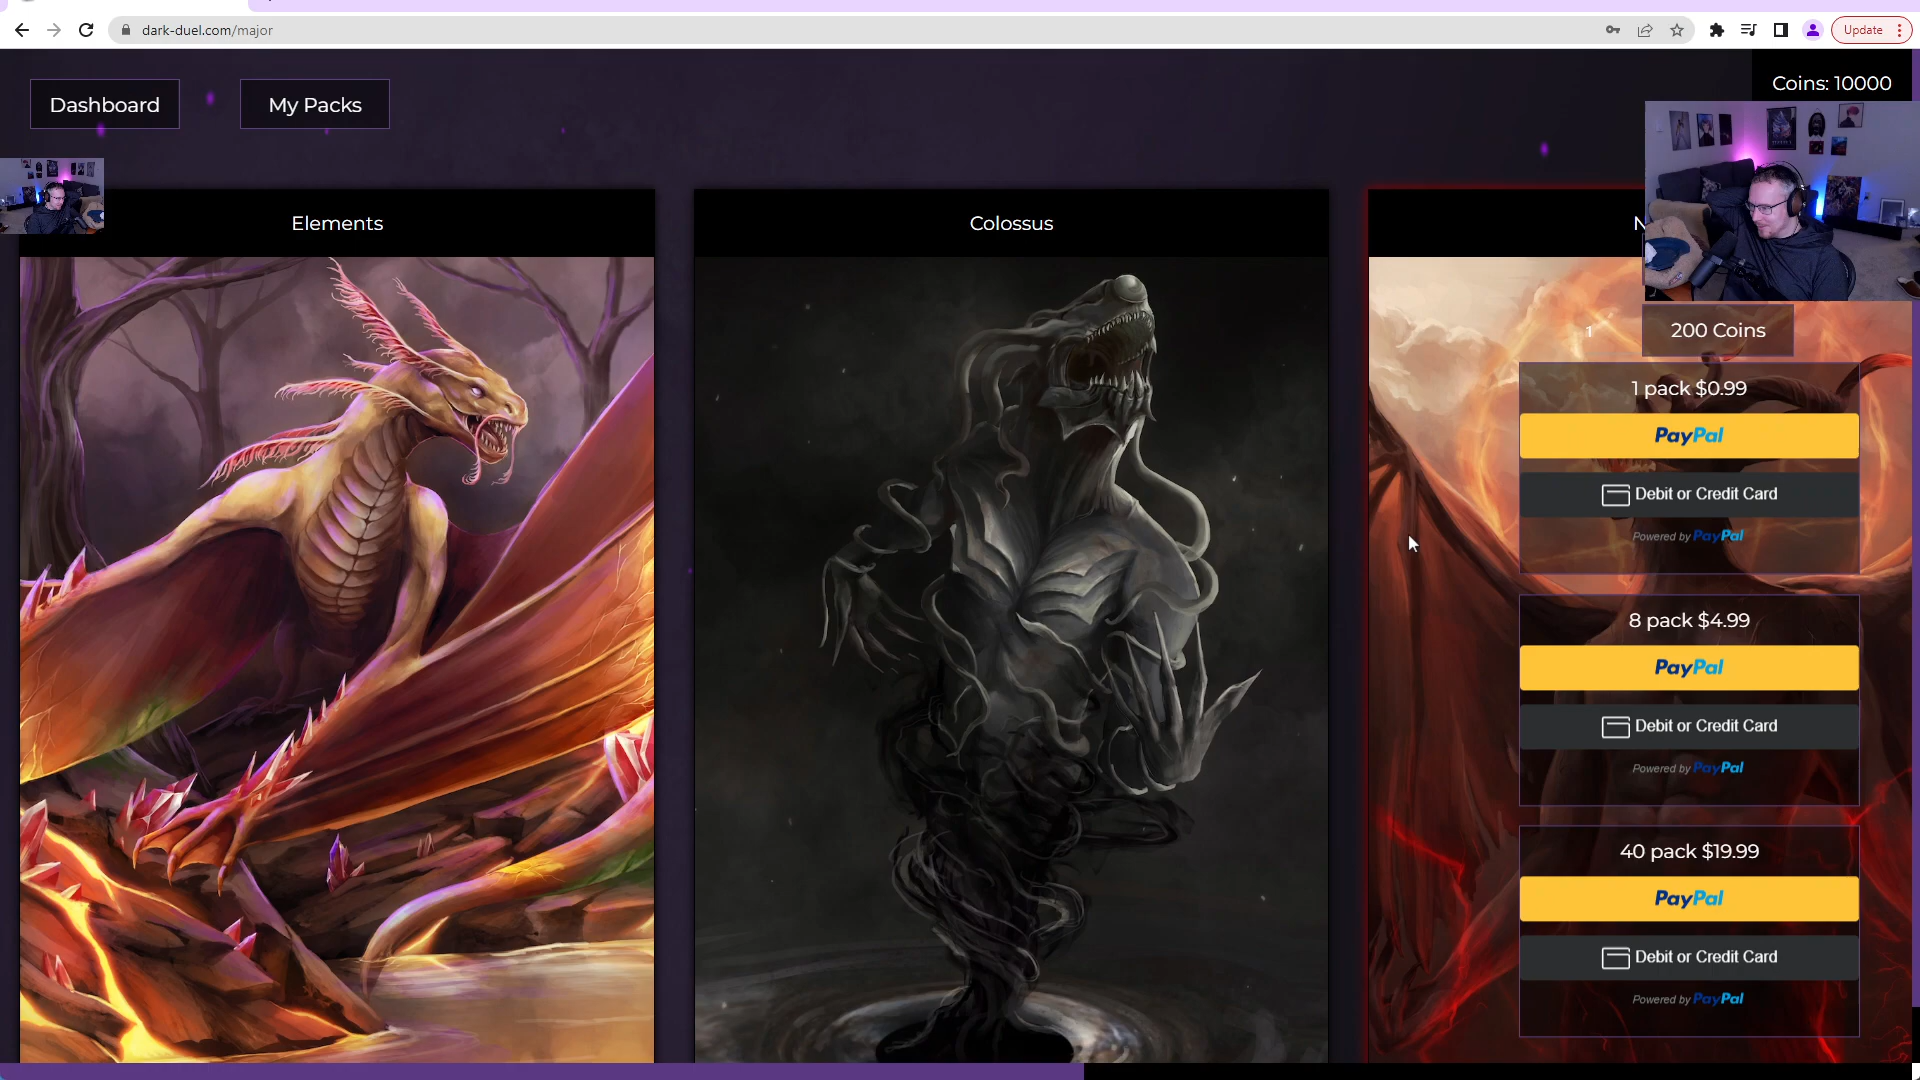 dark-duel.com/major
Update
Dashboard
My Packs
Coins: 10000
Elements
Colossus
1
200 Coins
1 pack $0.99
PayPal
Debit or Credit Card
Powered by PayPal
8 pack $4.99
PayPal
Debit or Credit Card
Powered by PayPal
40 pack $19.99
PayPal
Debit or Credit Card
Powered by PayPal